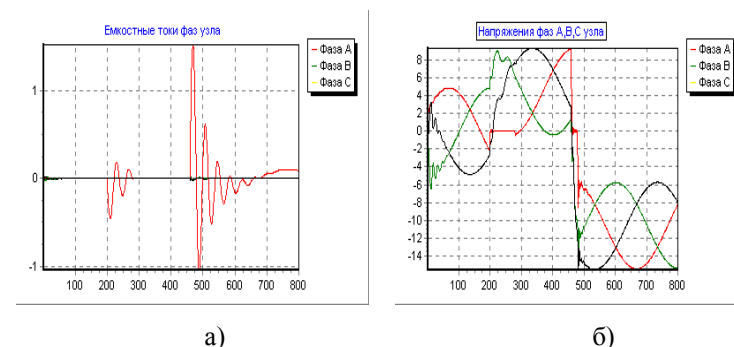 Емкостные токи фаз узла
Фаза A
Фаза B
Фаза C
1
0
-1
100 200 300 400 500 600 700 800
а)
Напряжения фаз А,В,С узла
Фаза A
Фаза B
Фаза C
8
6
4
2
0
-2
-4
-6
-8
-10
-12
-14
100 200 300 400 500 600 700 800
б)